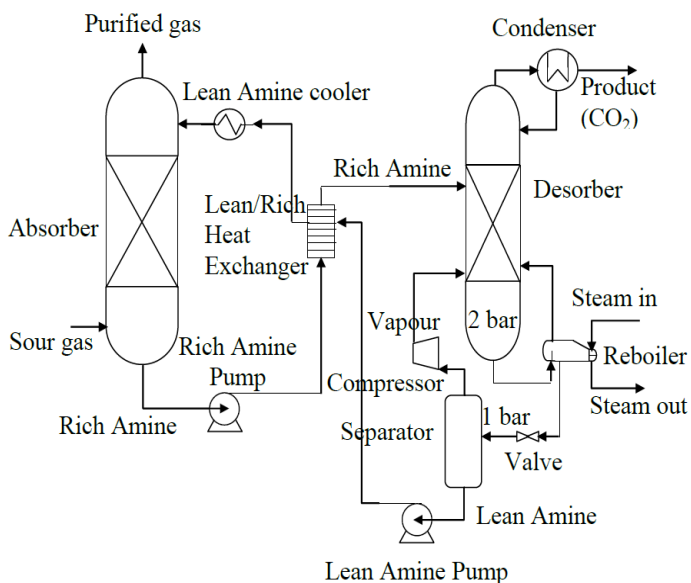 Purified gas
Condenser
Product
(CO₂)
Lean Amine cooler
Rich Amine
Lean/Rich
Heat
Exchanger
Desorber
Absorber
Sour gas
Rich Amine
Pump
Rich Amine
Vapour
2 bar
Steam in
Reboiler
Steam out
Compressor
Separator
1 bar
Valve
Lean Amine
Lean Amine Pump